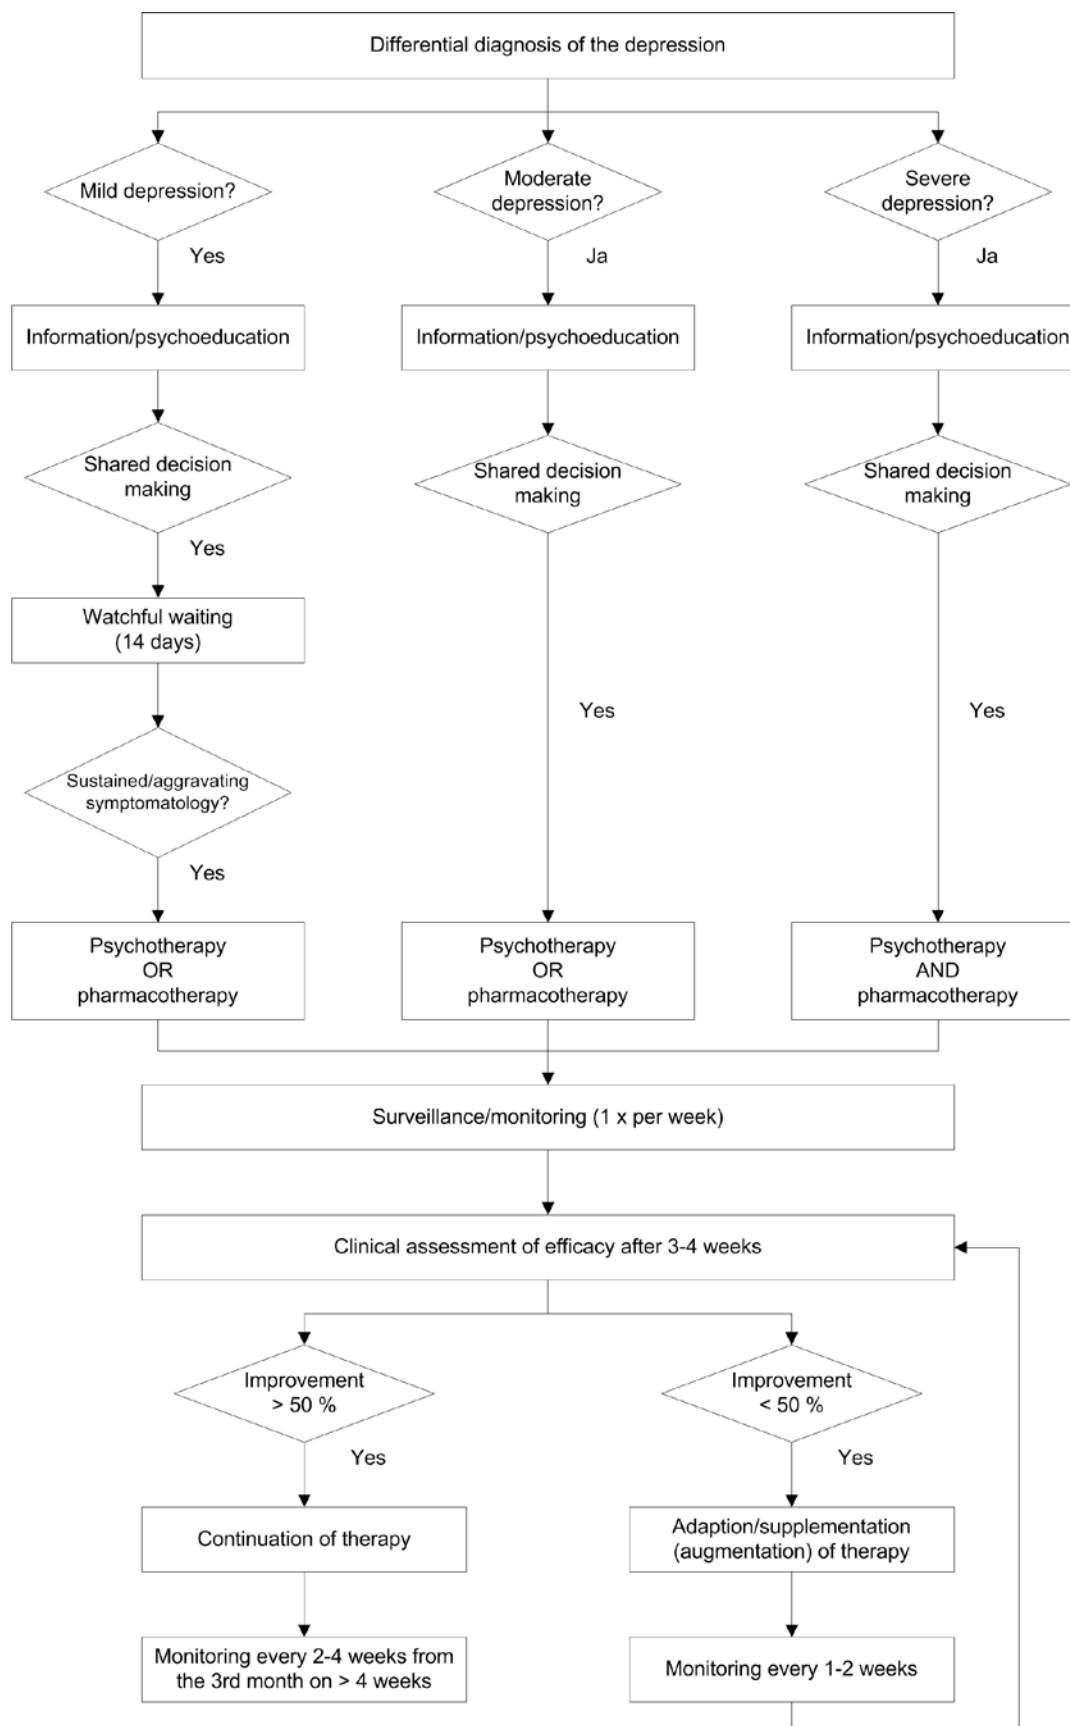 Differential diagnosis of the depression
Mild depression?
Moderate
depression?
Severe
depression?
Yes
Ja
Ja
Information/psychoeducation
Information/psychoeducation
Information/psychoeducation
Shared decision
making
Shared decision
making
Shared decision
making
Yes
Watchful waiting
(14 days)
Yes
Yes
Sustained/aggravating
symptomatology?
Yes
Psychotherapy
OR
pharmacotherapy
Psychotherapy
OR
pharmacotherapy
Psychotherapy
AND
pharmacotherapy
Surveillance/monitoring (1 x per week)
Clinical assessment of efficacy after 3-4 weeks
Improvement
> 50 %
Improvement
< 50 %
Yes
Yes
Continuation of therapy
Adaption/supplementation
(augmentation) of therapy
Monitoring every 2-4 weeks from
the 3rd month on > 4 weeks
Monitoring every 1-2 weeks